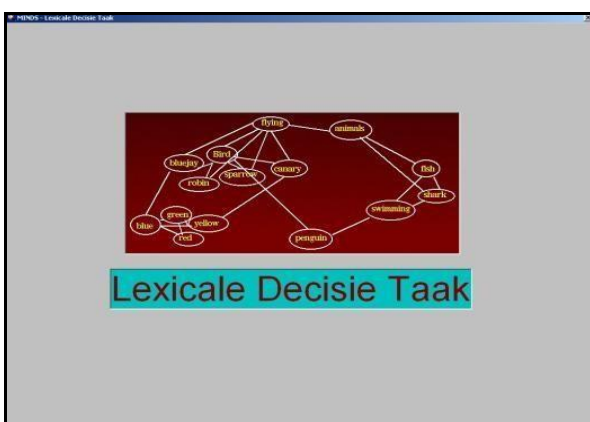 MINDS - Lexicale Decisie Taak
flying
animals
Bird
bluejay
sparrow
canary
fish
robin
shark
green
swimming
blue
yellow
red
penguin
Lexicale Decisie Taak